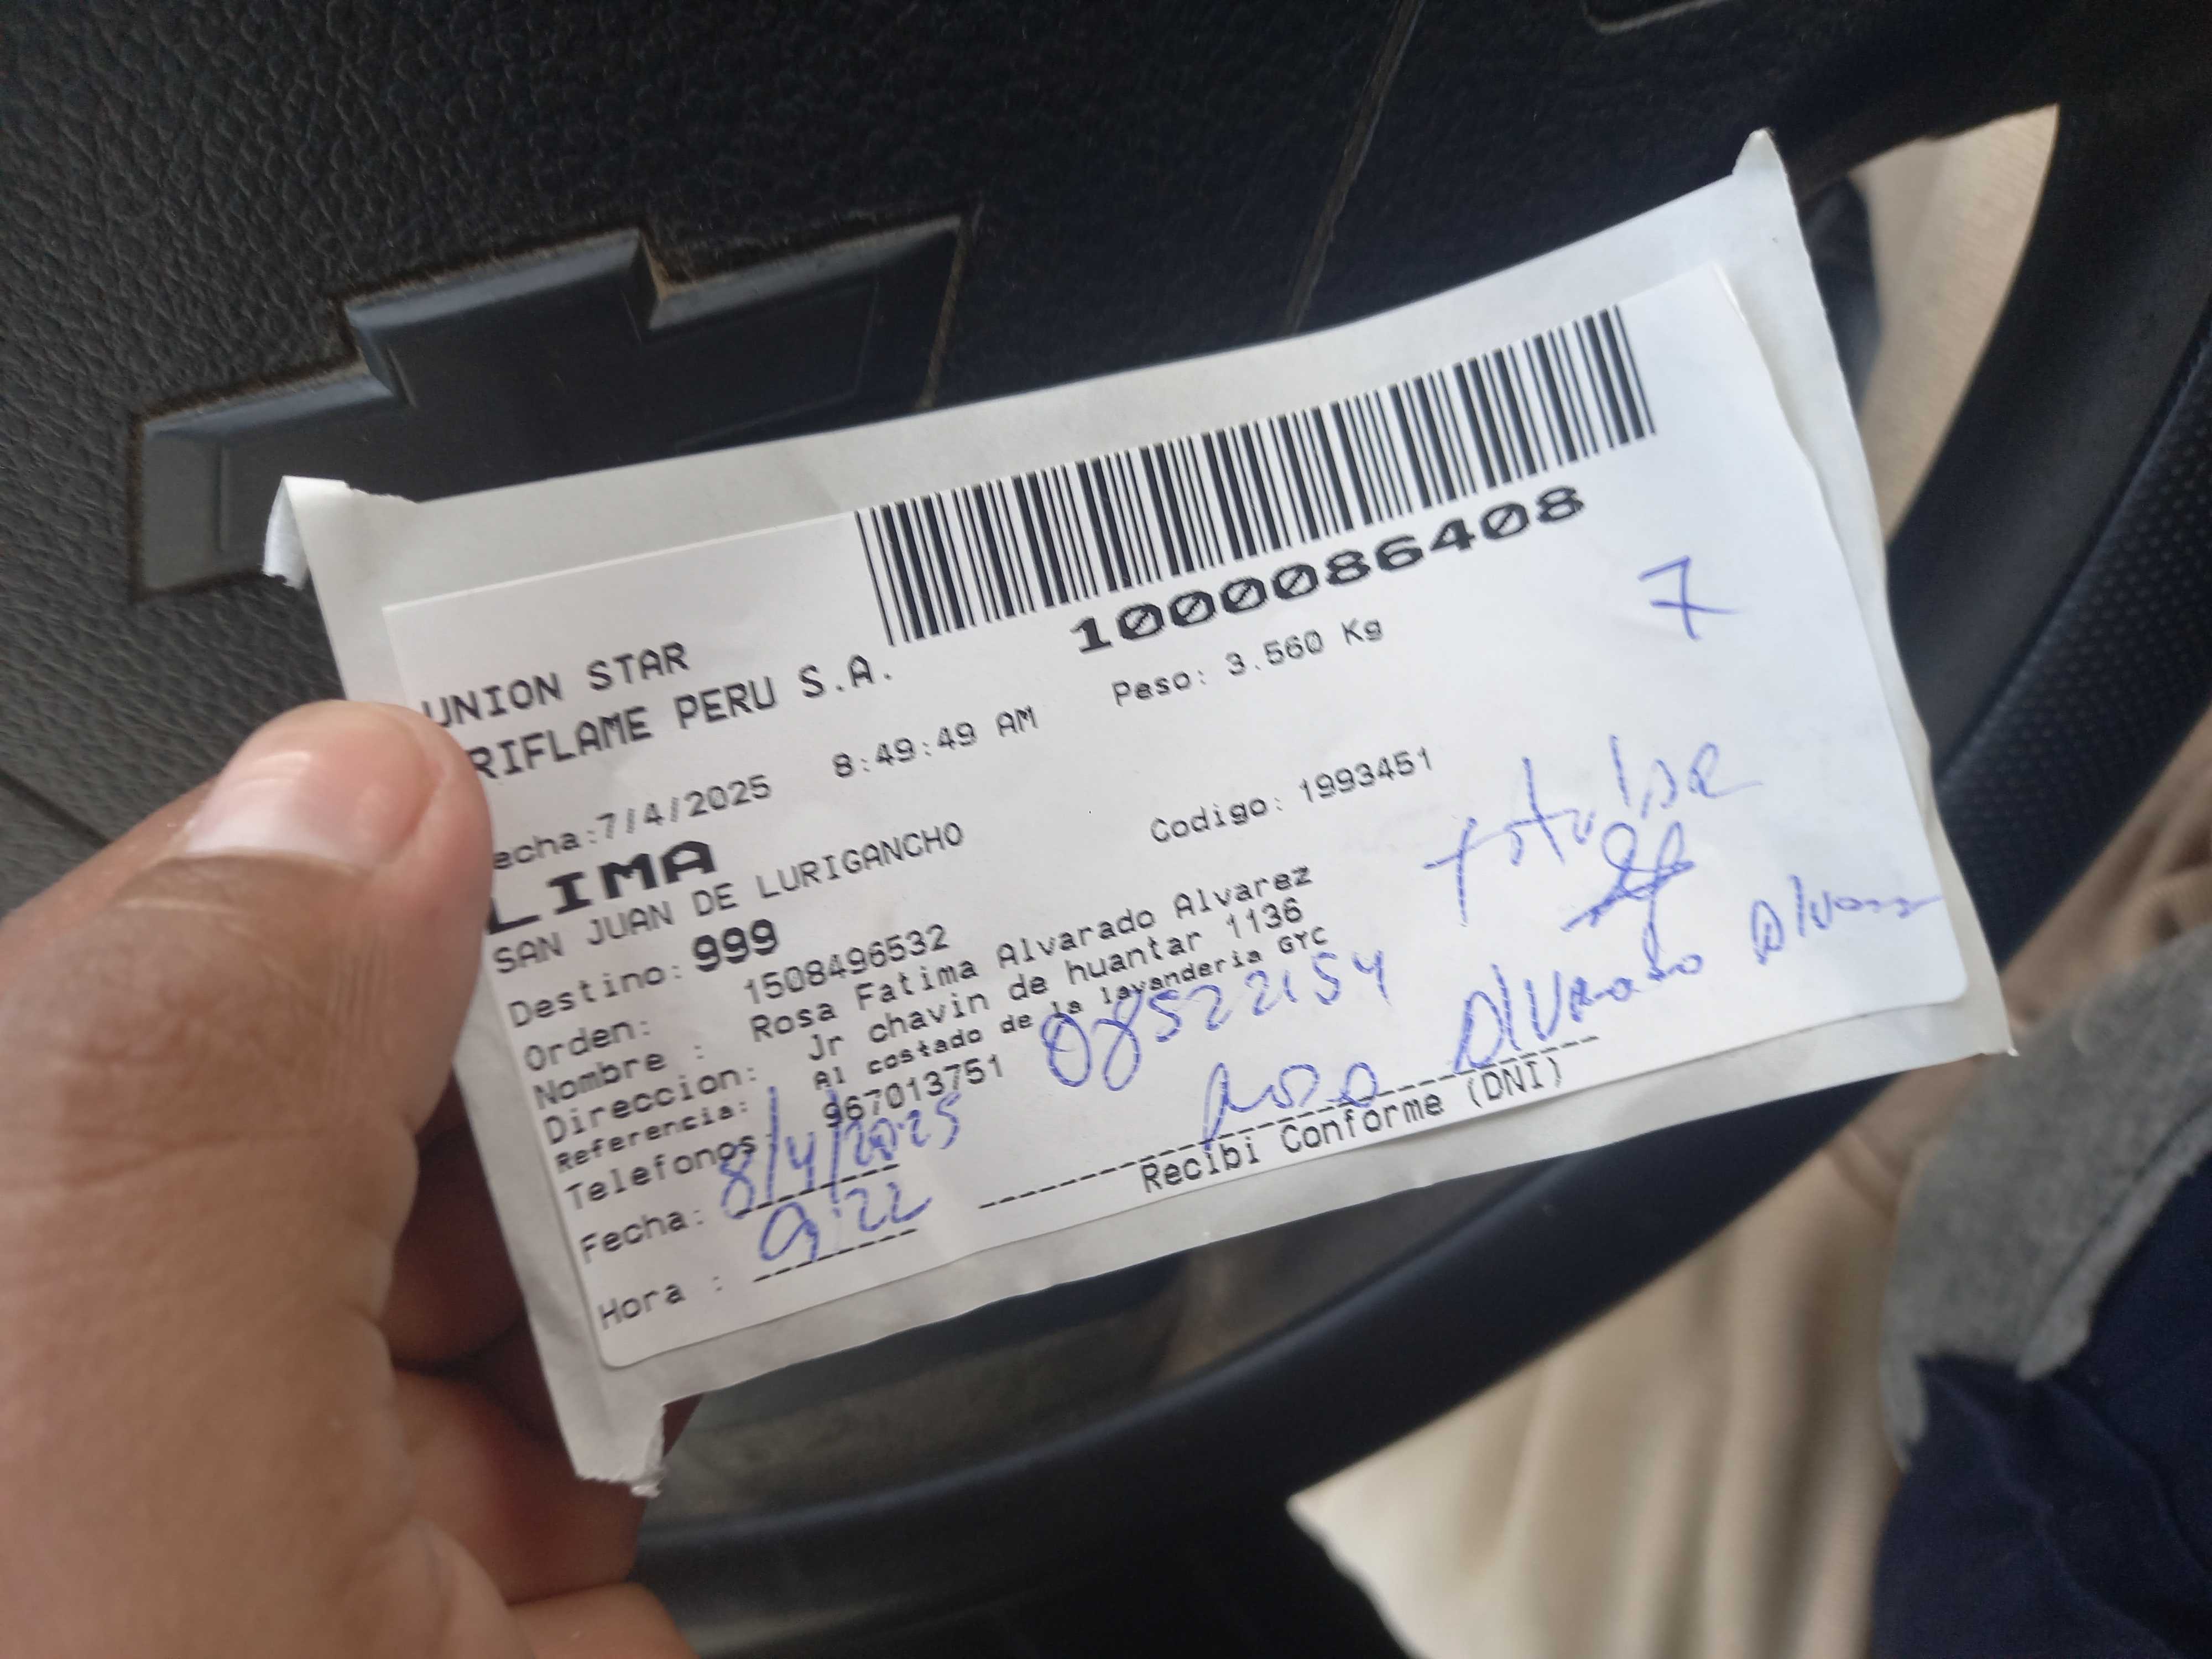 1000086408
7
UNION STAR
RIFLAME PERU S.A.
Peso: 3.560 Kg
echa:7/4/2025 8:49:49 AM
LIMA
SAN JUAN DE LURIGANCHO
Codigo: 1993451
Destino: 999
Orden: 1508496532
Nombre : Rosa Fatima Alvarado Alvarez
Direccion: Jr chavin de huantar 1136
Referencia: Al costado de la lavanderia GYC
Telefonos: 967013751
08522154
Rosa Alvarado Alvarez
Fecha: 8/4/2025
Hora : 9:22
Recibi Conforme (DNI)